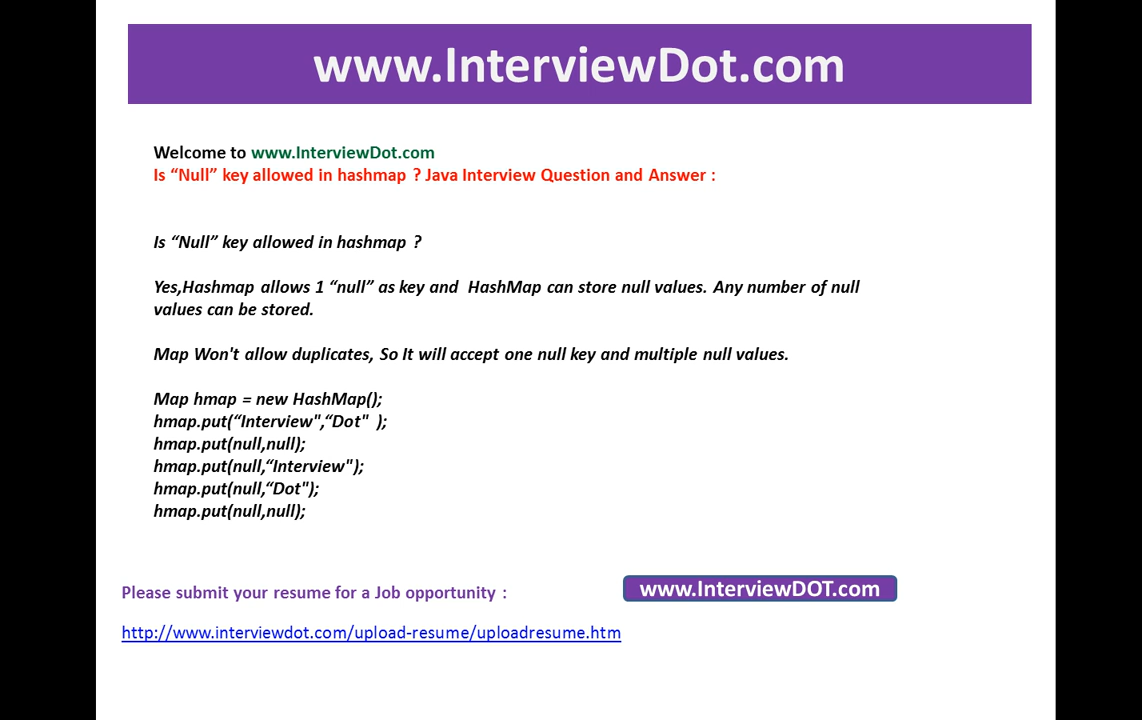 www.InterviewDot.com
Welcome to www.InterviewDot.com
Is “Null” key allowed in hashmap ? Java Interview Question and Answer :
Is “Null” key allowed in hashmap ?
Yes,Hashmap allows 1 “null” as key and HashMap can store null values. Any number of null
values can be stored.
Map Won't allow duplicates, So It will accept one null key and multiple null values.
Map hmap = new HashMap();
hmap.put(“Interview",“Dot" );
hmap.put(null,null);
hmap.put(null,“Interview");
hmap.put(null,“Dot");
hmap.put(null,null);
Please submit your resume for a Job opportunity :
www.InterviewDOT.com
http://www.interviewdot.com/upload-resume/uploadresume.htm